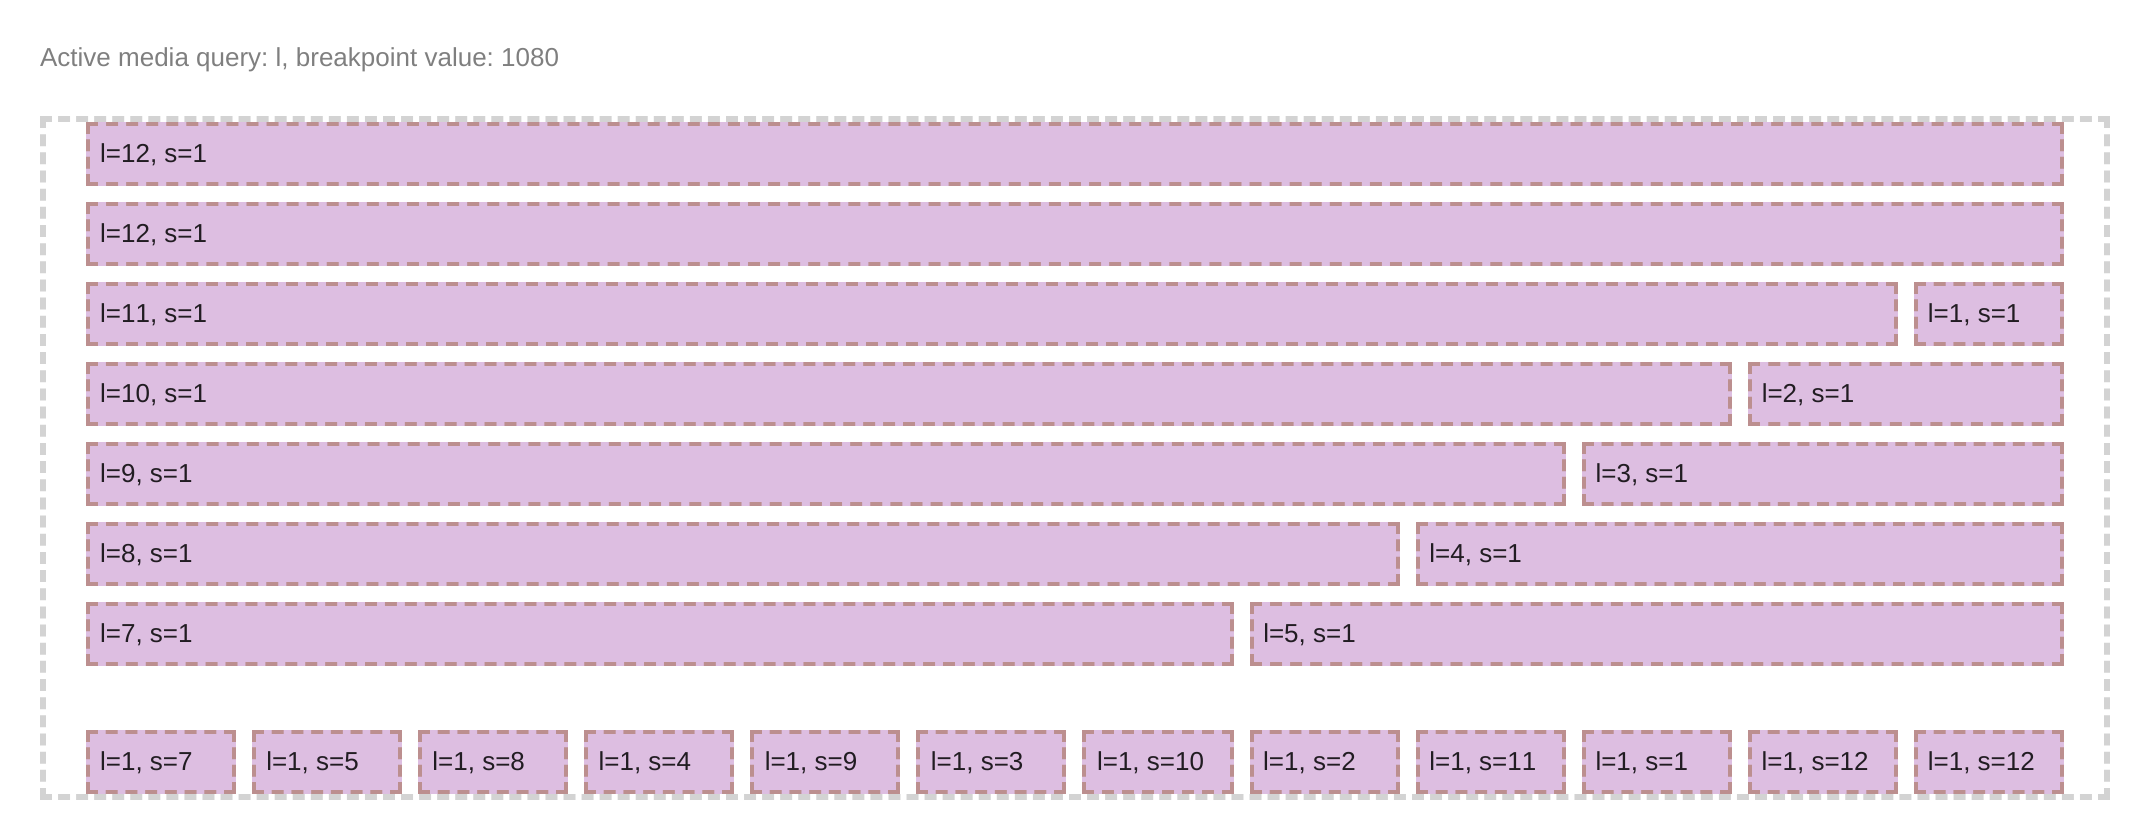 Active media query: l, breakpoint value: 1080
l=12, s=1
l=12, s=1
l=11, s=1 l=1, s=1
l=10, s=1 l=2, s=1
l=9, s=1 l=3, s=1
l=8, s=1 l=4, s=1
l=7, s=1 l=5, s=1
l=1, s=7 l=1, s=5 l=1, s=8 l=1, s=4 l=1, s=9 l=1, s=3 l=1, s=10 l=1, s=2 l=1, s=11 l=1, s=1 l=1, s=12 l=1, s=12